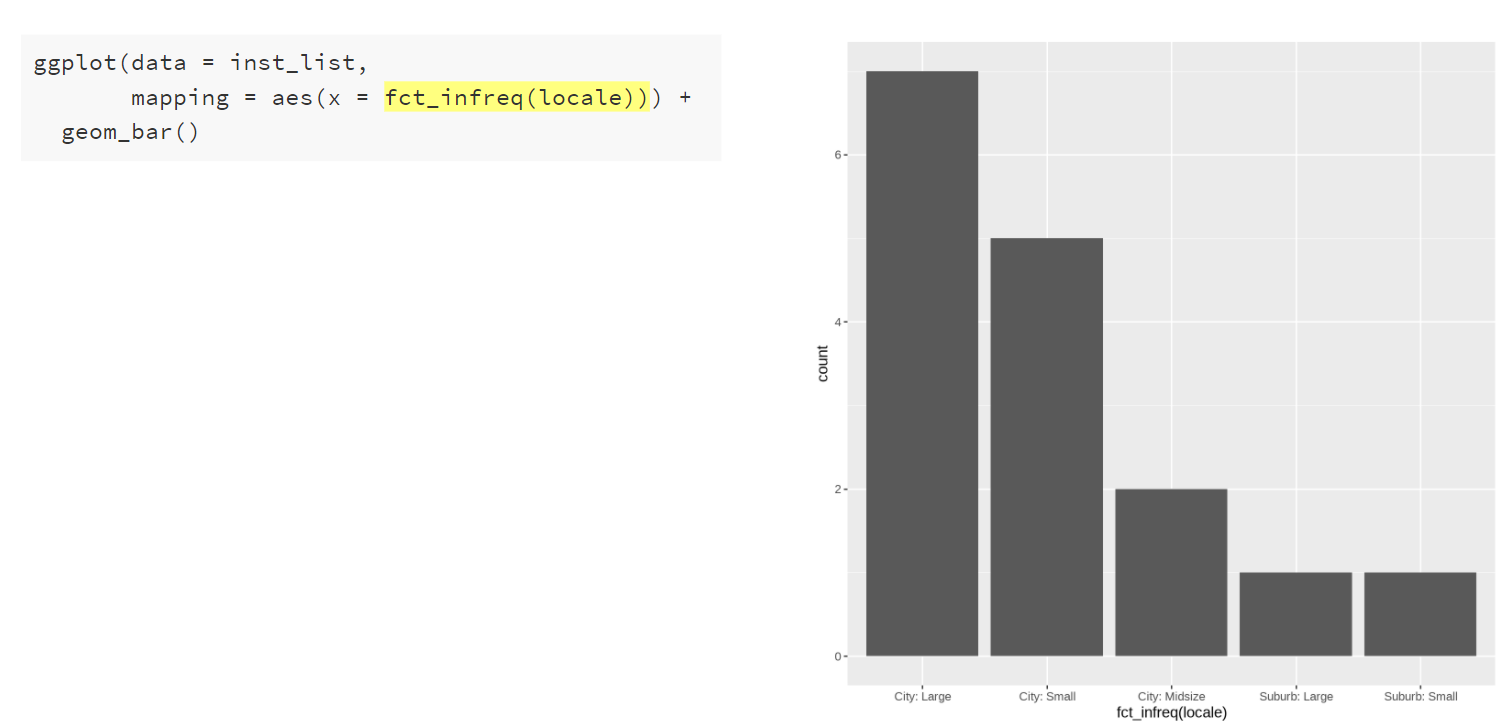 ggplot(data = inst_list,
mapping = aes(x = fct_infreq(locale))) +
geom_bar()
6
4
2
0
count
City: Large
City: Small
City: Midsize
Suburb: Large
Suburb: Small
fct_infreq(locale)